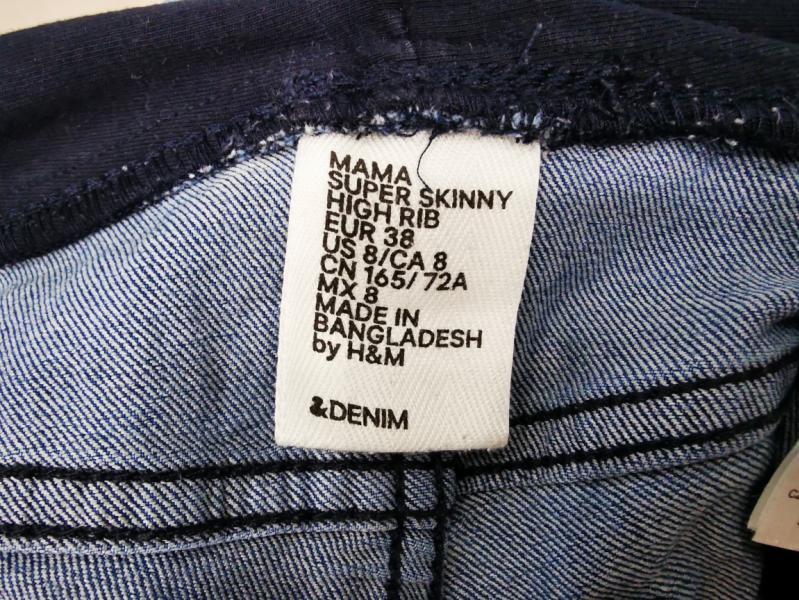 MAMA
SUPER SKINNY
HIGH RIB
EUR 38
US 8/CA 8
CN 165/72A
MX 8
MADE IN
BANGLADESH
by H&M
&DENIM